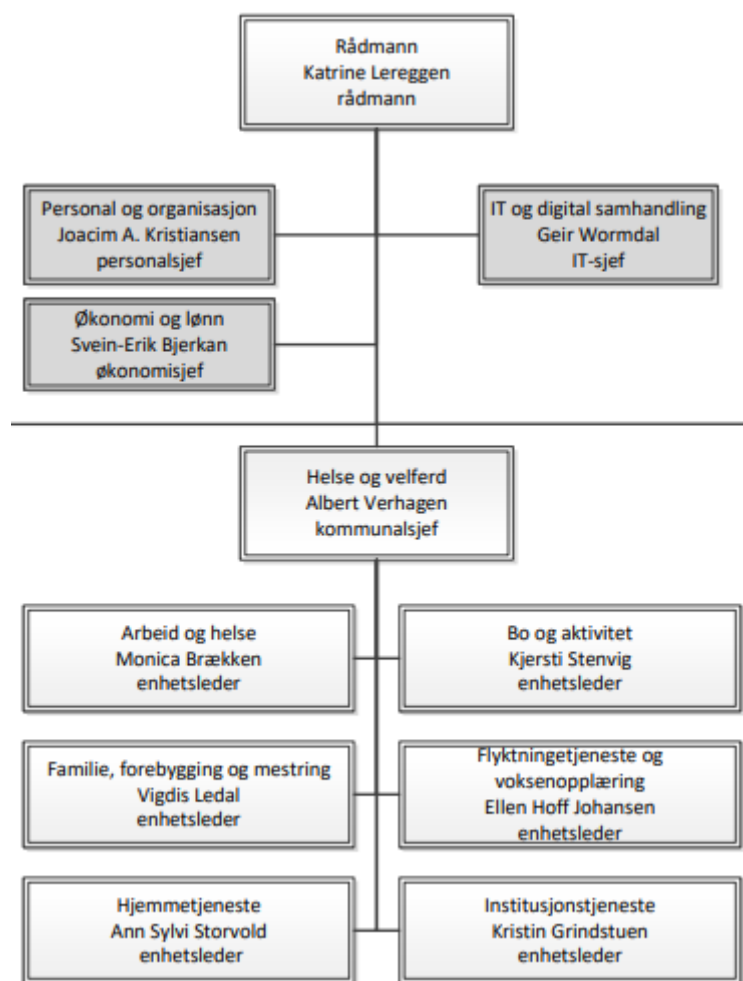 Rådmann
Katrine Lereggen
rådmann
Personal og organisasjon
Joacim A. Kristiansen
personalsjef
IT og digital samhandling
Geir Wormdal
IT-sjef
Økonomi og lønn
Svein-Erik Bjerkan
økonomisjef
Helse og velferd
Albert Verhagen
kommunalsjef
Arbeid og helse
Monica Brækken
enhetsleder
Bo og aktivitet
Kjersti Stenvig
enhetsleder
Familie, forebygging og mestring
Vigdis Ledal
enhetsleder
Flyktningetjeneste og
voksenopplæring
Ellen Hoff Johansen
enhetsleder
Hjemmetjeneste
Ann Sylvi Storvold
enhetsleder
Institusjonstjeneste
Kristin Grindstuen
enhetsleder